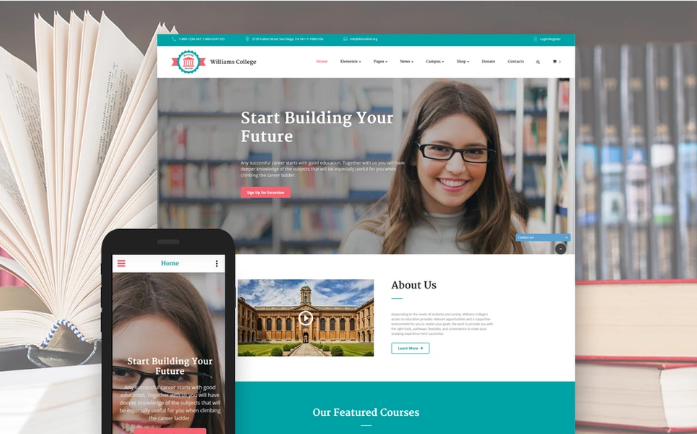 Williams College
Home Elements Pages News Campus Shop Donate Contacts
Start Building Your
Future
Any successful career starts with good education. Together with us you will have
deeper knowledge of the subjects that will be especially useful for you when
climbing the career ladder.
Sign Up for Excursion
Contact us
Home
Start Building Your
Future
Any successful career starts with good
education. Together with us you will have
deeper knowledge of the subjects that will
be especially useful for you when climbing
the career ladder.
About Us
Learn More
Our Featured Courses